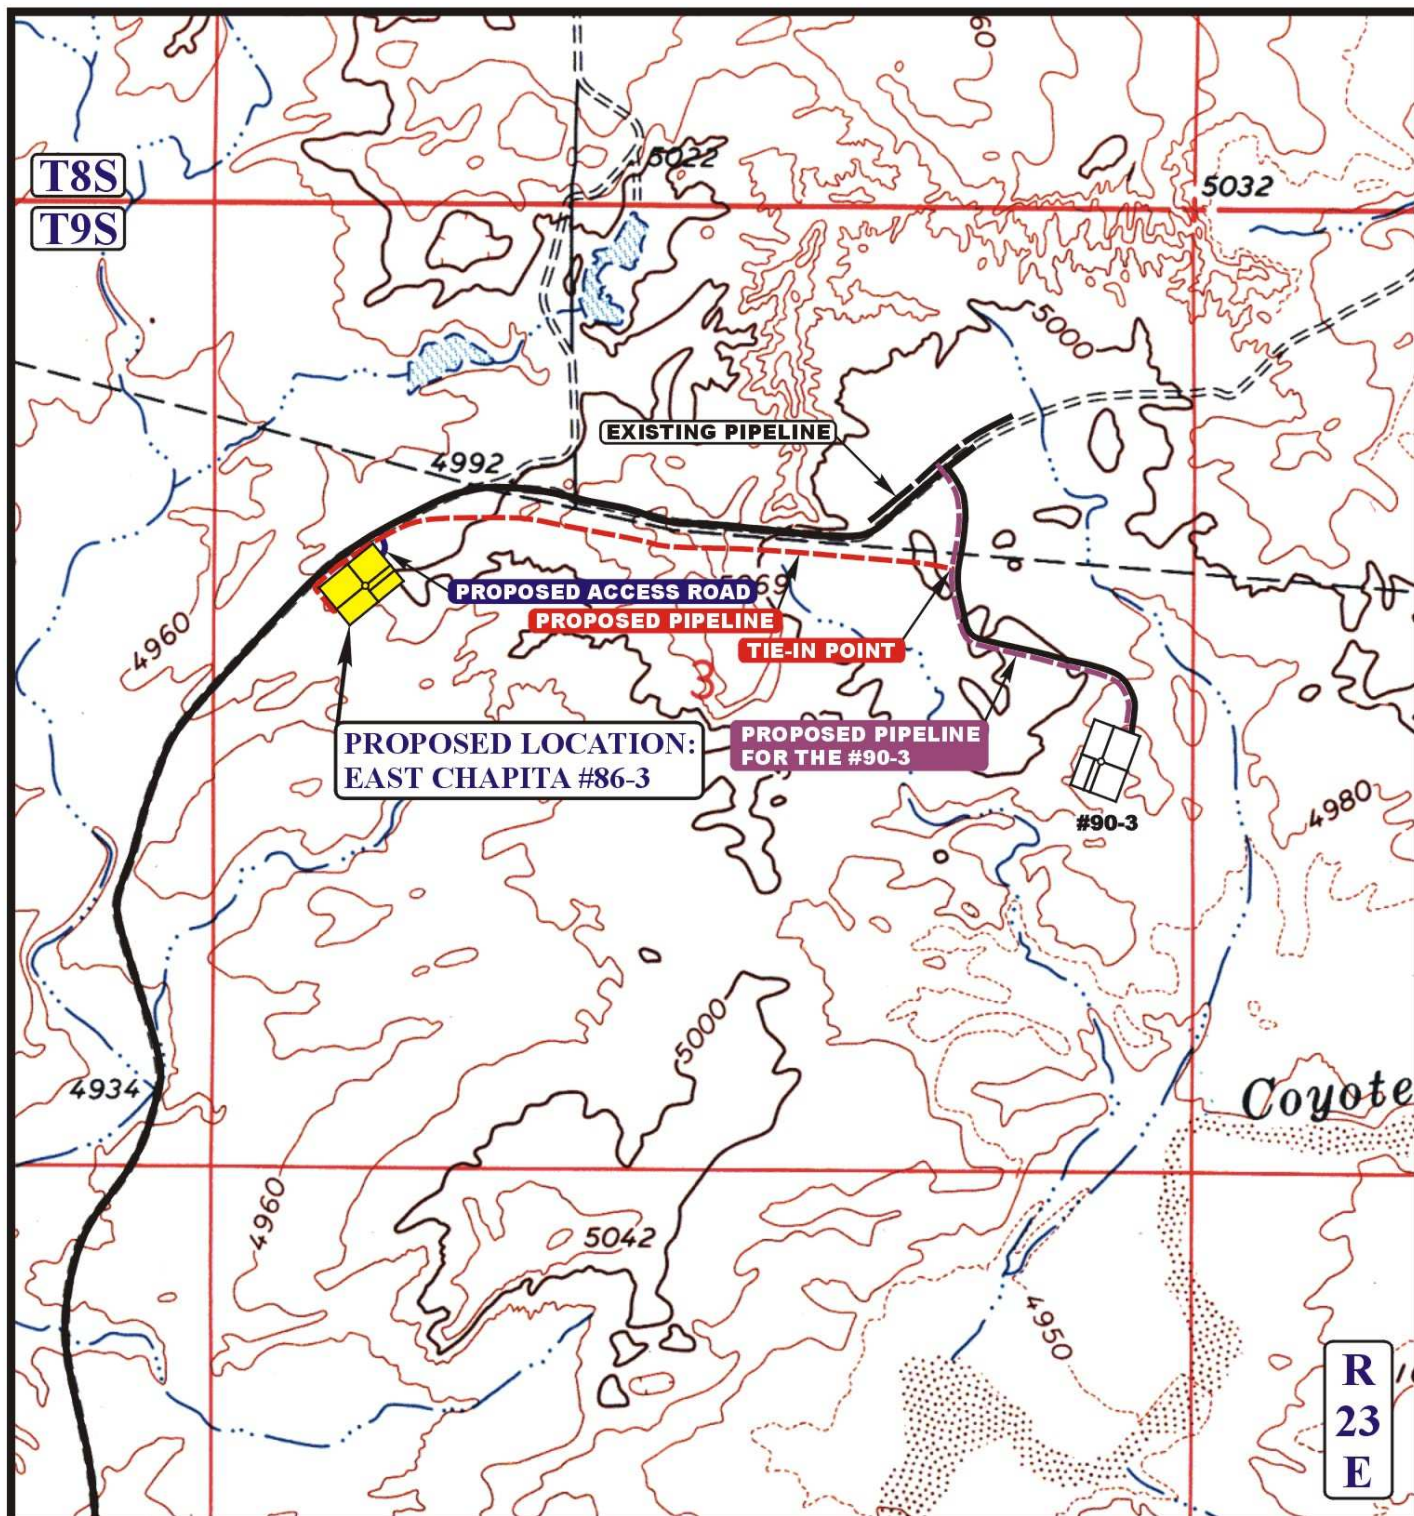 60
5022
T8S
5032
T9S
5000
EXISTING PIPELINE
4992
PROPOSED ACCESS ROAD
PROPOSED PIPELINE
4960
TIE-IN POINT
3
PROPOSED LOCATION:
EAST CHAPITA #86-3
PROPOSED PIPELINE
FOR THE #90-3
4980
#90-3
5000
4934
Coyote
4960
5042
4950
R
23
E